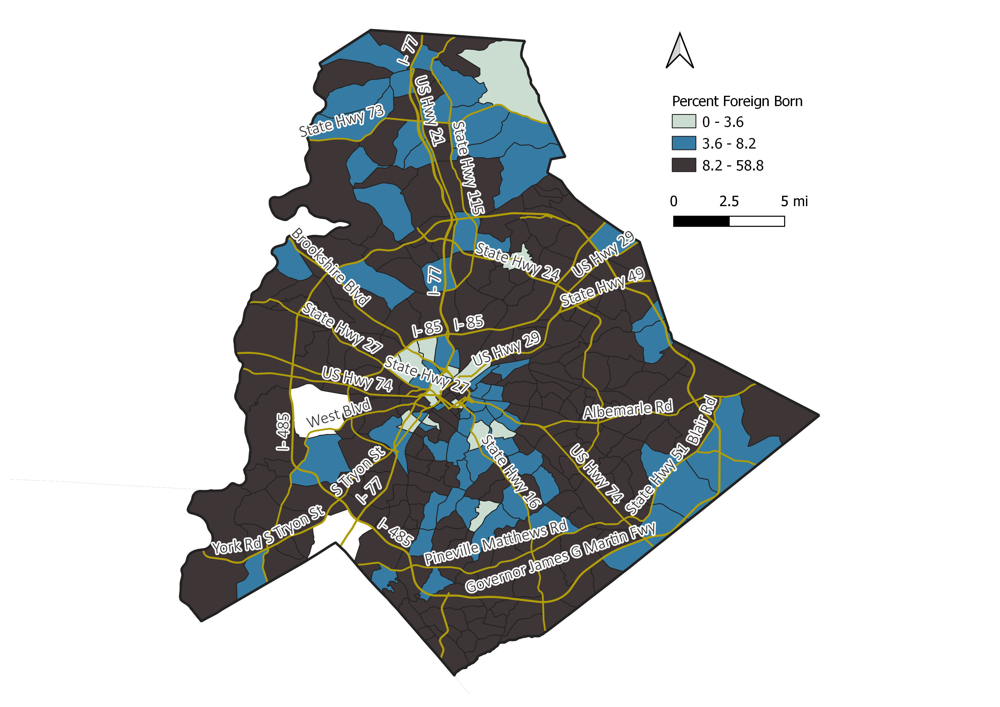 I- 77
US Hwy 21
State Hwy 73
State Hwy 115
Percent Foreign Born
0 - 3.6
3.6 - 8.2
8.2 - 58.8
0 2.5 5 mi
Brookshire Blvd
State Hwy 24
US Hwy 29
I- 77
State Hwy 49
State Hwy 27
I- 85
I- 85
US Hwy 29
State Hwy 27
US Hwy 74
West Blvd
Albemarle Rd
I- 485
Blair Rd
State Hwy 16
US Hwy 74
State Hwy 51
S Tryon St
I- 77
York Rd
S Tryon St
I- 485
Pineville Matthews Rd
Governor James G Martin Fwy